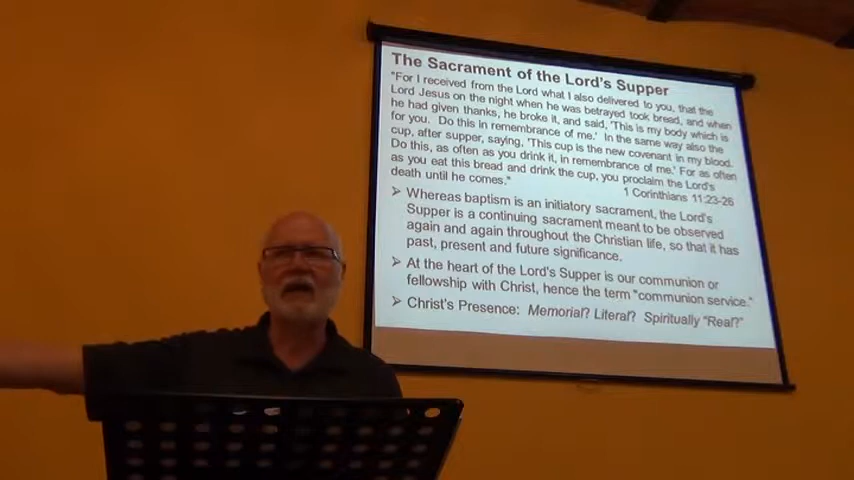 The Sacrament of the Lord's Supper
"For I received from the Lord what I also delivered to you, that the
Lord Jesus on the night when he was betrayed took bread, and when
he had given thanks, he broke it, and said, 'This is my body which is
for you. Do this in remembrance of me.' In the same way also the
cup, after supper, saying, 'This cup is the new covenant in my blood.
Do this, as often as you drink it, in remembrance of me.' For as often
as you eat this bread and drink the cup, you proclaim the Lord's
death until he comes." 1 Corinthians 11:23-26
➢ Whereas baptism is an initiatory sacrament, the Lord's
Supper is a continuing sacrament meant to be observed
again and again throughout the Christian life, so that it has
past, present and future significance.
➢ At the heart of the Lord's Supper is our communion or
fellowship with Christ, hence the term "communion service."
➢ Christ's Presence: Memorial? Literal? Spiritually "Real?"